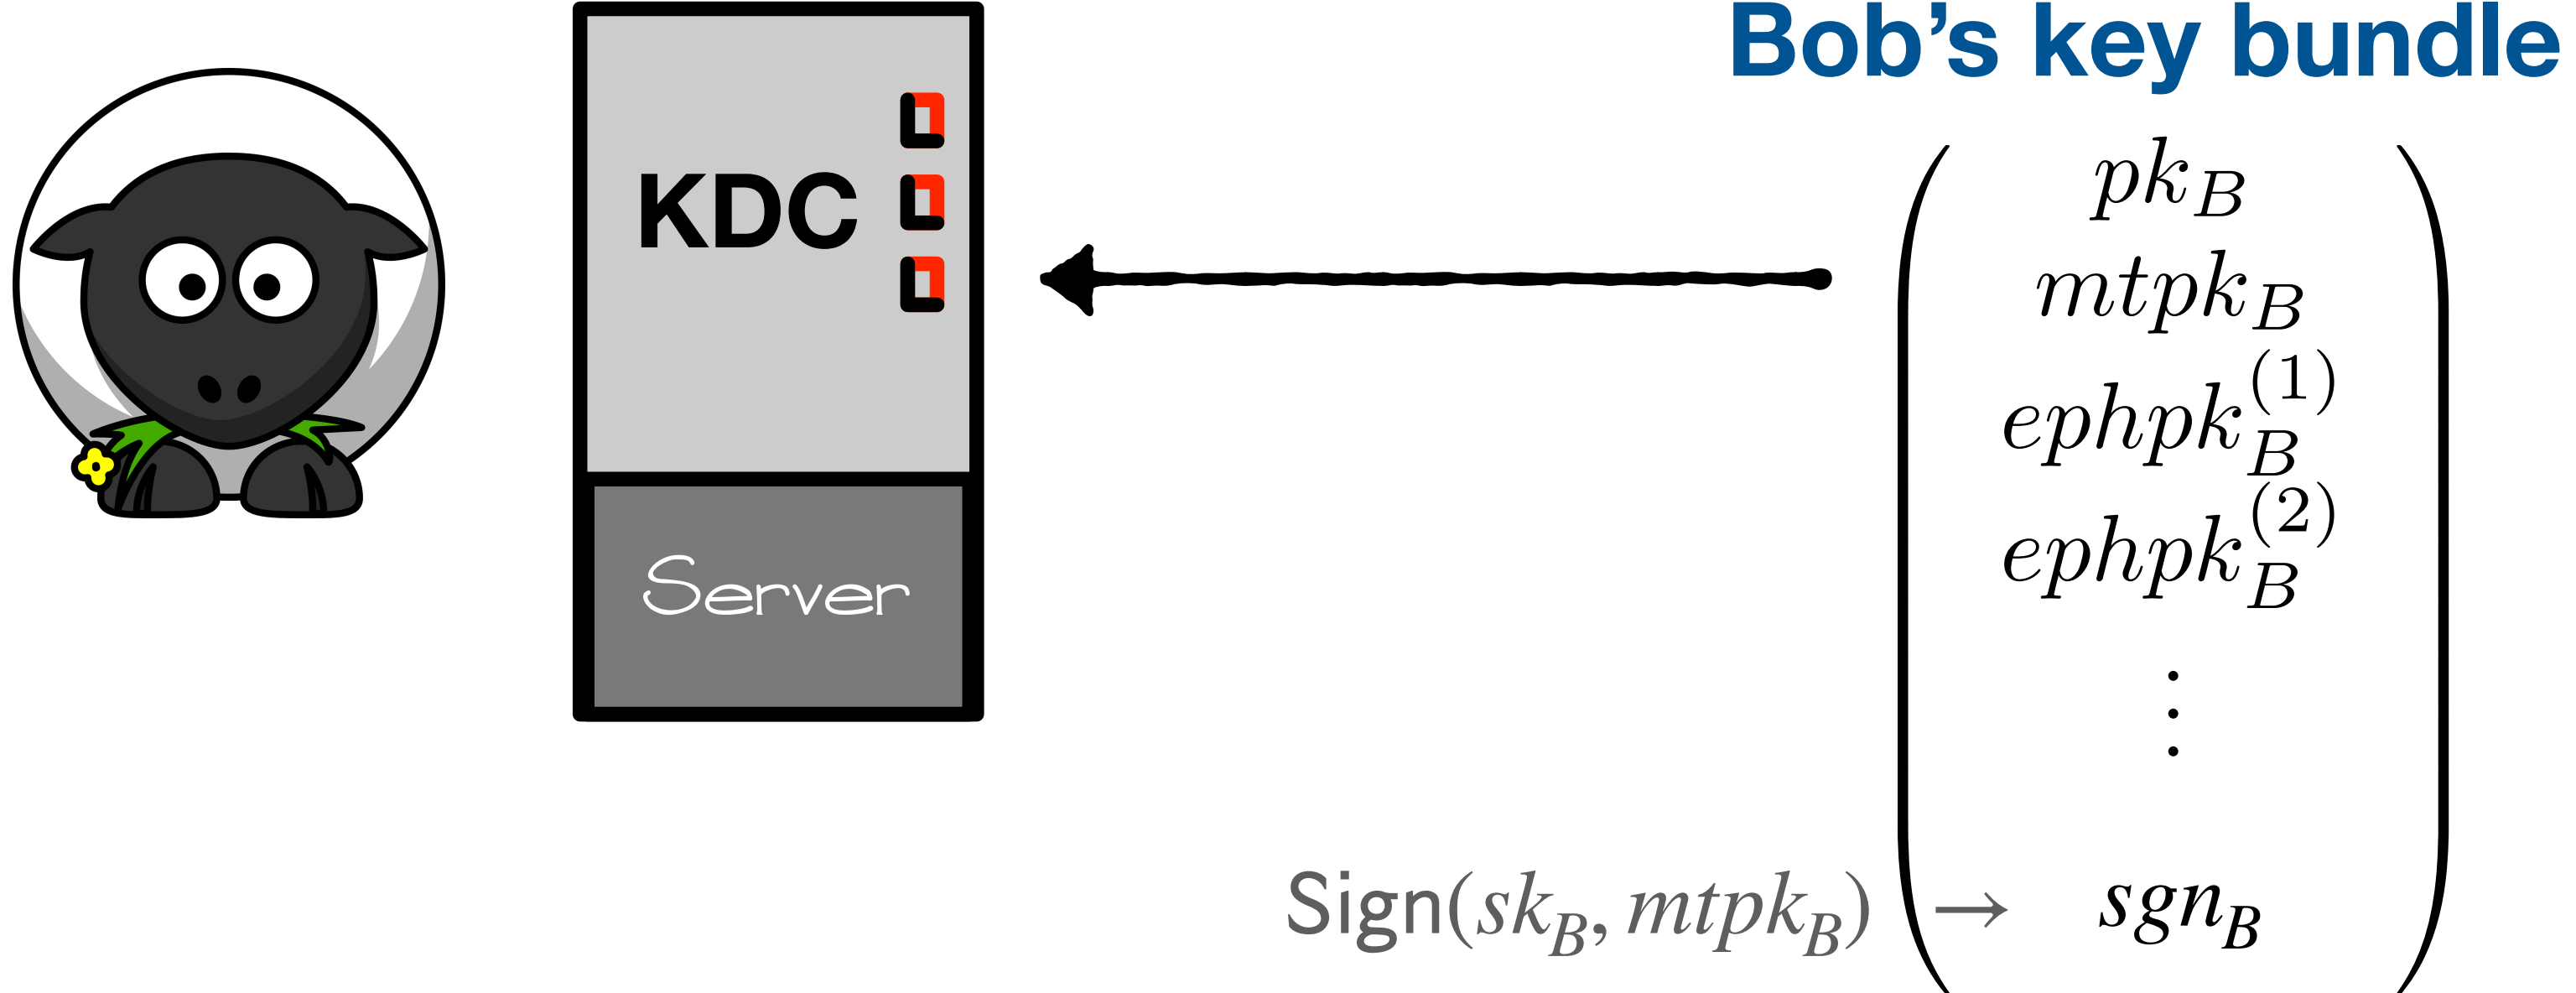 Bob’s key bundle
KDC
Server
pk_B
mtpk_B
ephpk_B^(1)
ephpk_B^(2)
⋮
Sign(sk_B, mtpk_B) → sgn_B